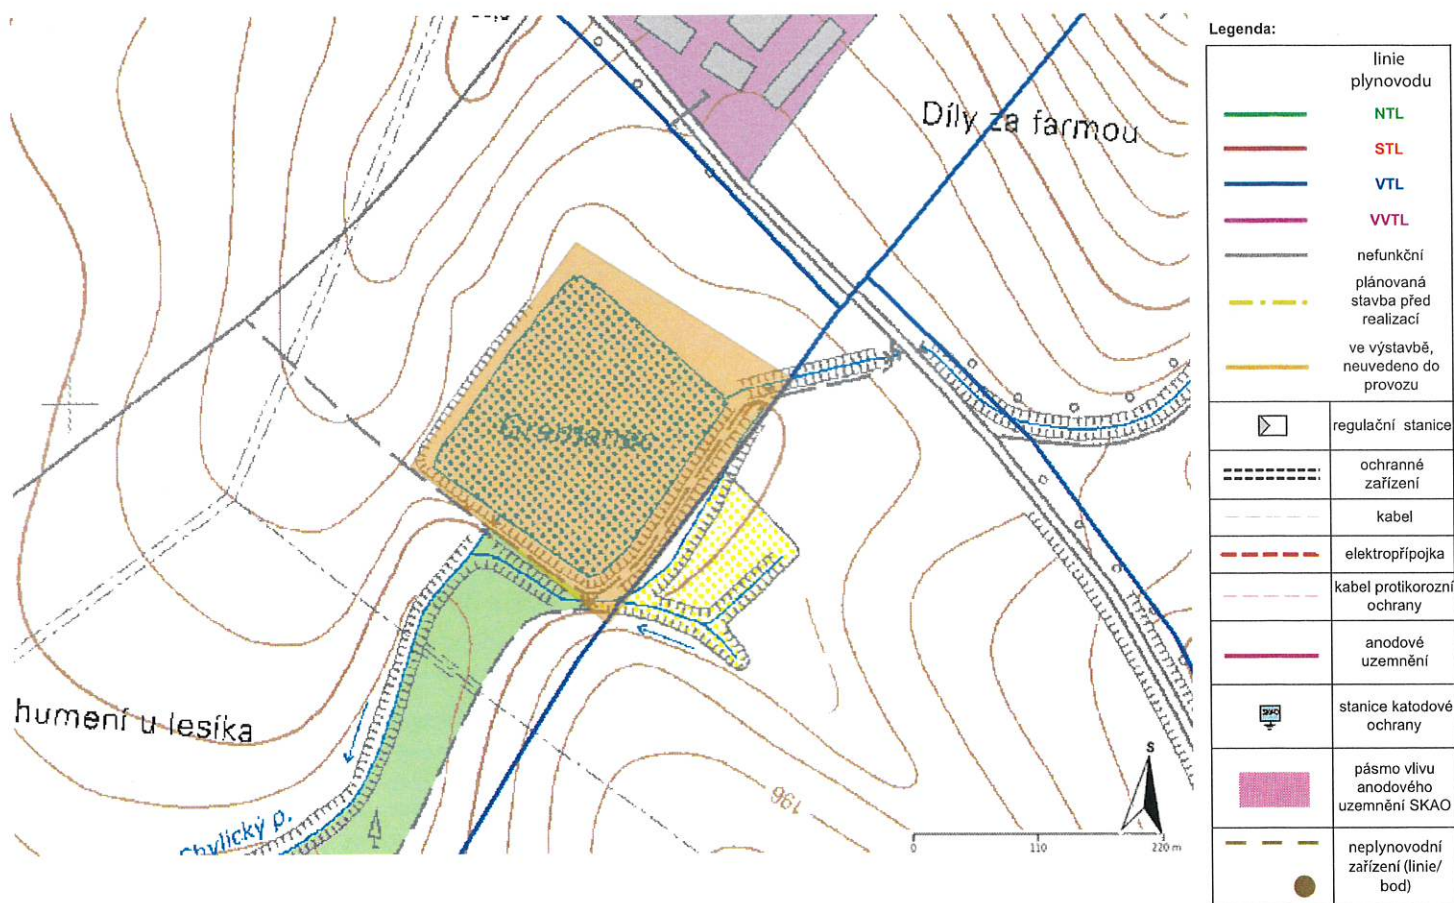 Díly za farmou
humení u lesíka
chylický p.
196
S
0 110 220 m
Legenda:
linie
plynovodu
NTL
STL
VTL
VVTL
nefunkční
plánovaná
stavba před
realizací
ve výstavbě,
neuvedeno do
provozu
regulační stanice
ochranné
zařízení
kabel
elektropřípojka
kabel protikorozní
ochrany
anodové
uzemnění
SKAO
stanice katodové
ochrany
pásmo vlivu
anodového
uzemnění SKAO
neplynovodní
zařízení (linie/
bod)